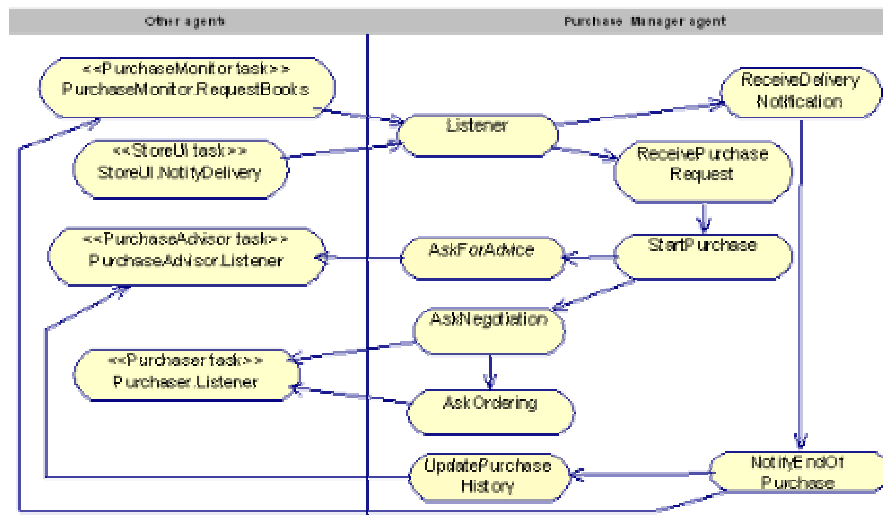 Other agents
Purchase Manager agent
<<PurchaseMonitor task>>
PurchaseMonitor.RequestBooks
ReceiveDelivery
Notification
Listener
<<StoreUI task>>
StoreUI.NotifyDelivery
ReceivePurchase
Request
<<PurchaseAdvisor task>>
PurchaseAdvisor.Listener
AskForAdvice
StartPurchase
AskNegotiation
<<Purchaser task>>
Purchaser.Listener
AskOrdering
UpdatePurchase
History
NotifyEndOf
Purchase